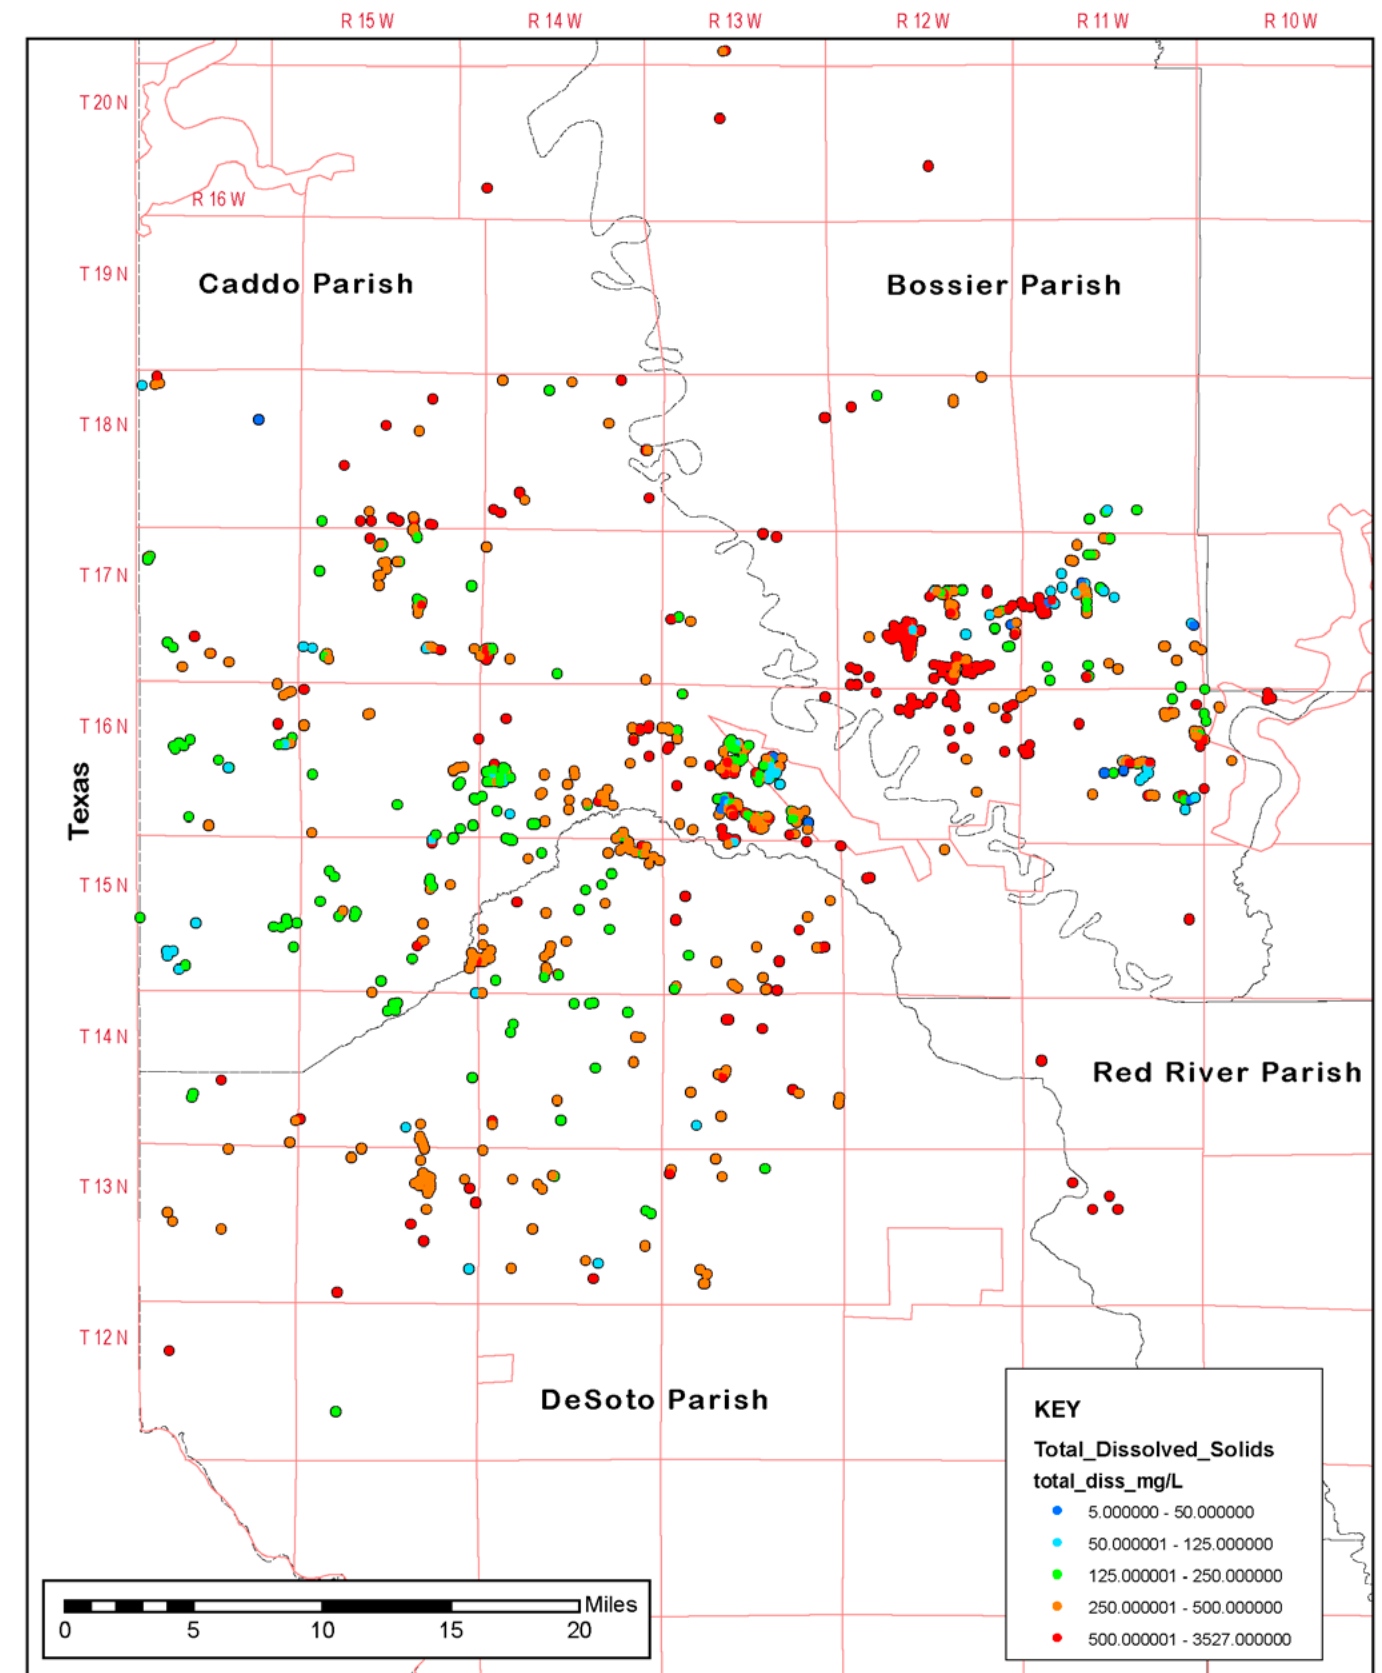 R 15 W R 14 W R 13 W R 12 W R 11 W R 10 W
T 20 N
R 16 W
T 19 N
Caddo Parish
Bossier Parish
T 18 N
T 17 N
T 16 N
Texas
T 15 N
T 14 N
Red River Parish
T 13 N
T 12 N
DeSoto Parish
KEY
Total_Dissolved_Solids
total_diss_mg/L
5.000000 - 50.000000
50.000001 - 125.000000
125.000001 - 250.000000
250.000001 - 500.000000
500.000001 - 3527.000000
Miles
0 5 10 15 20